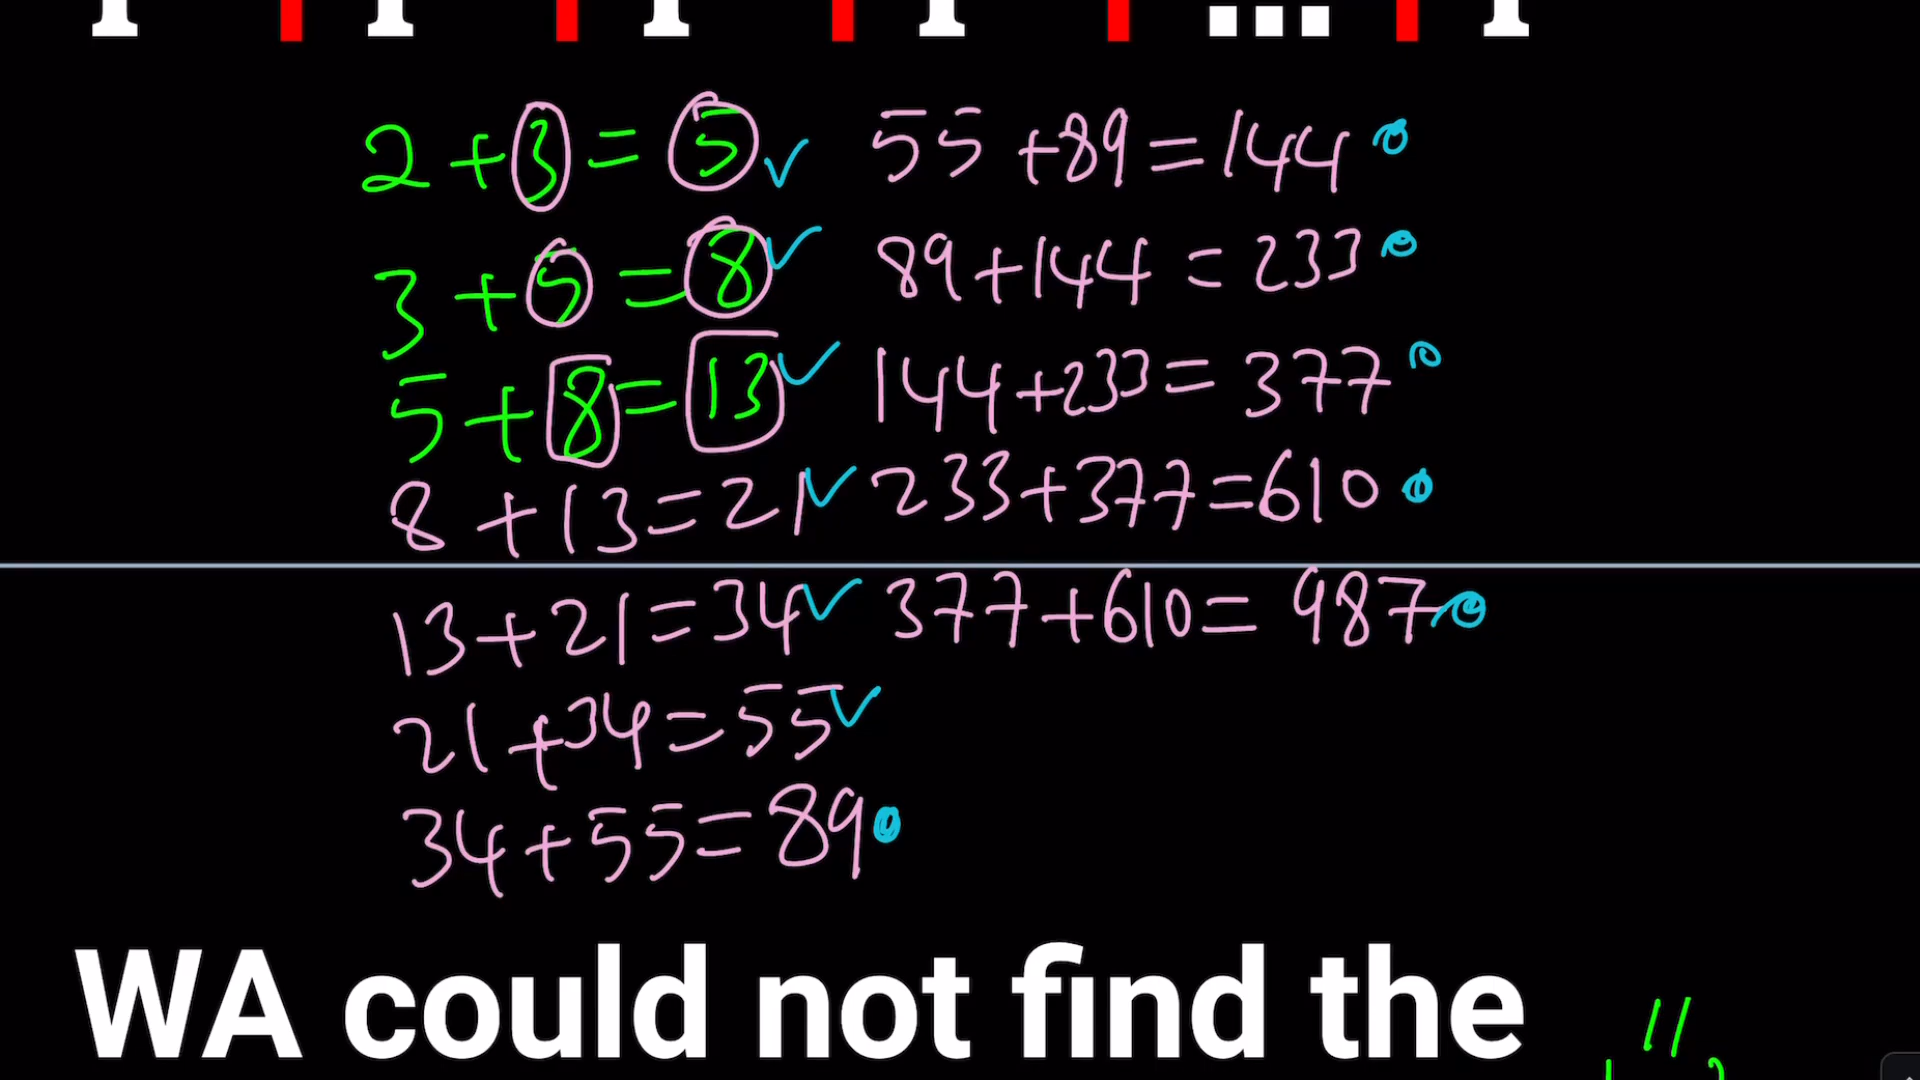 2 + 3 = 5
3 + 5 = 8
5 + 8 = 13
8 + 13 = 21
13 + 21 = 34
21 + 34 = 55
34 + 55 = 89
55 + 89 = 144
89 + 144 = 233
144 + 233 = 377
233 + 377 = 610
377 + 610 = 987
WA could not find the